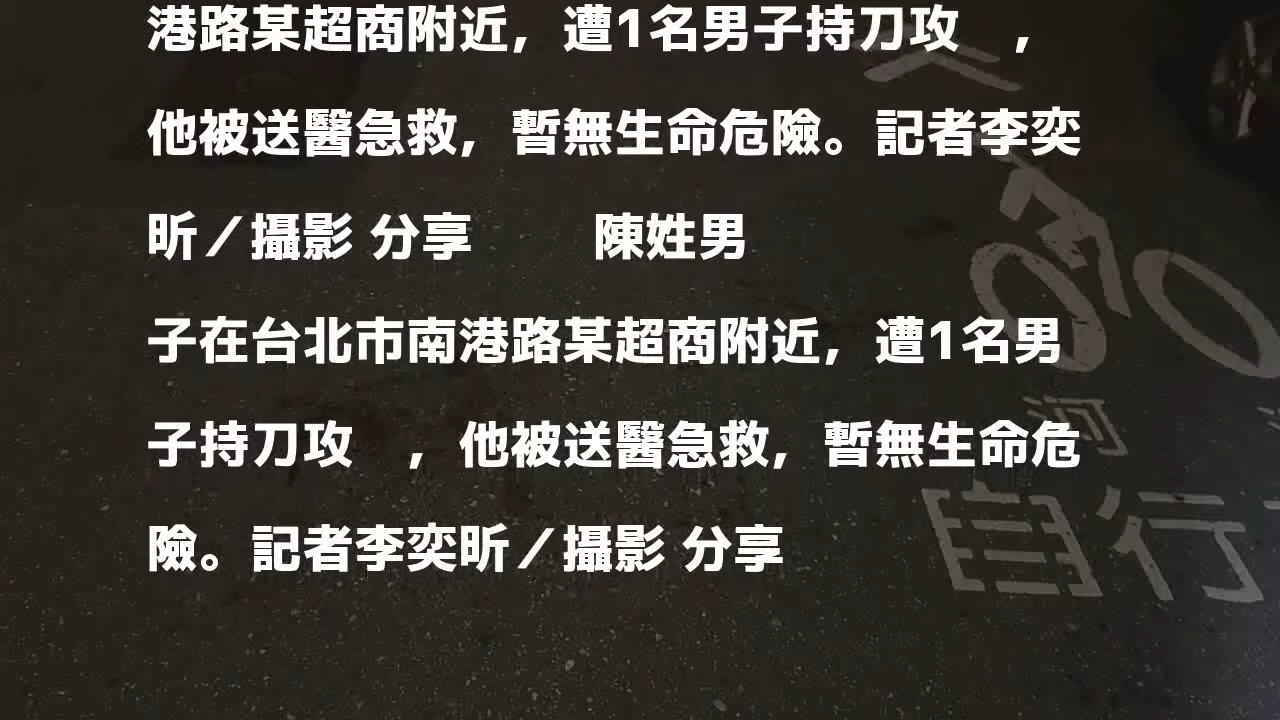 港路某超商附近，遭1名男子持刀攻　，
他被送醫急救，暫無生命危險。記者李奕
昕／攝影 分享　　陳姓男
子在台北市南港路某超商附近，遭1名男
子持刀攻　，他被送醫急救，暫無生命危
險。記者李奕昕／攝影 分享
河
自行